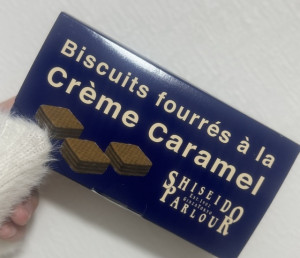 Biscuits fourrés à la
Crème Caramel
SHISEIDO
PARLOUR